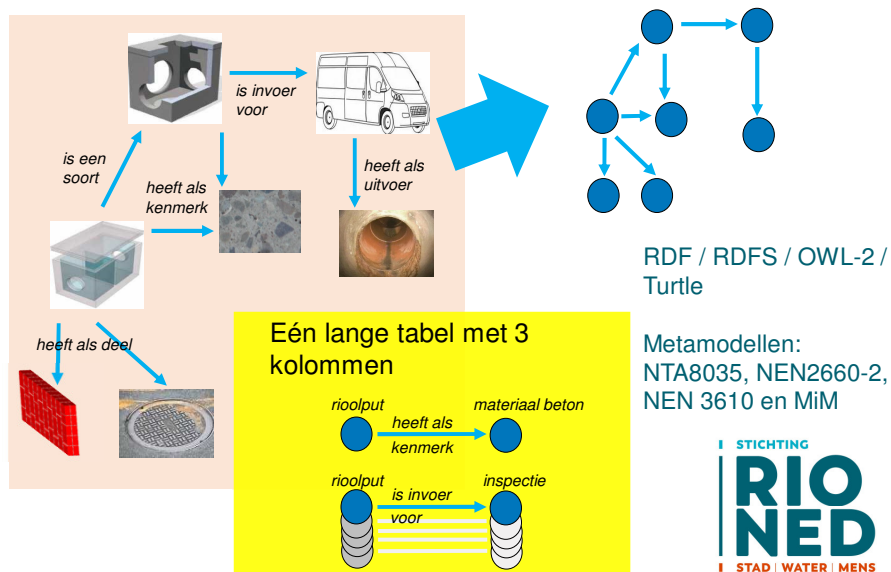 is invoer
voor
is een
soort
heeft als
kenmerk
heeft als
uitvoer
heeft als deel
Eén lange tabel met 3
kolommen
rioolput
materiaal beton
heeft als
kenmerk
rioolput
inspectie
is invoer
voor
RDF / RDFS / OWL-2 /
Turtle
Metamodellen:
NTA8035, NEN2660-2,
NEN 3610 en MiM
STICHTING
RIO
NED
STAD | WATER | MENS